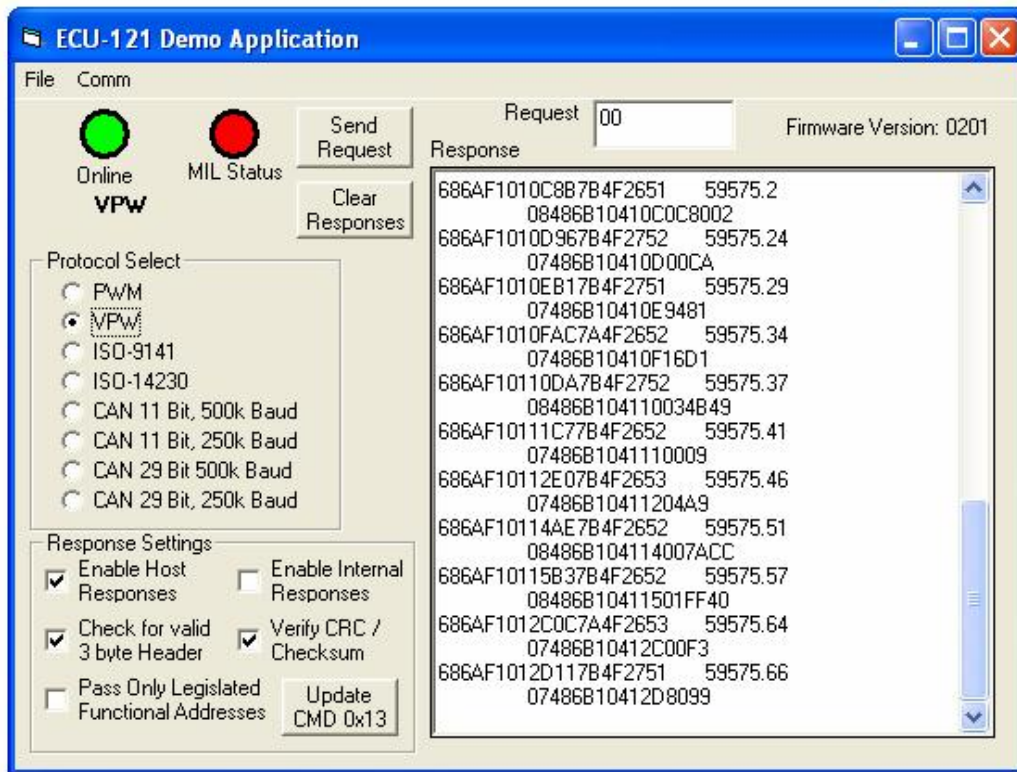 ECU-121 Demo Application
File Comm
Online
VPW
MIL Status
Send
Request
Clear
Responses
Request 00
Firmware Version: 0201
Response
686AF1010C8B7B4F2651 59575.2
08486B10410C0C8002
686AF1010D967B4F2752 59575.24
07486B10410D00CA
686AF1010EB17B4F2751 59575.29
07486B10410E9481
686AF1010FAC7A4F2652 59575.34
07486B10410F16D1
686AF10110DA7B4F2752 59575.37
08486B104110034B49
686AF10111C77B4F2652 59575.41
07486B1041110009
686AF10112E07B4F2653 59575.46
07486B10411204A9
686AF10114AE7B4F2652 59575.51
08486B104114007ACC
686AF10115B37B4F2652 59575.57
08486B10411501FF40
686AF1012C0C7A4F2653 59575.64
07486B10412C00F3
686AF1012D117B4F2751 59575.66
07486B10412D8099
Protocol Select
PWM
VPW
ISO-9141
ISO-14230
CAN 11 Bit, 500k Baud
CAN 11 Bit, 250k Baud
CAN 29 Bit 500k Baud
CAN 29 Bit, 250k Baud
Response Settings
Enable Host
Responses
Enable Internal
Responses
Check for valid
3 byte Header
Verify CRC /
Checksum
Pass Only Legislated
Functional Addresses
Update
CMD 0x13